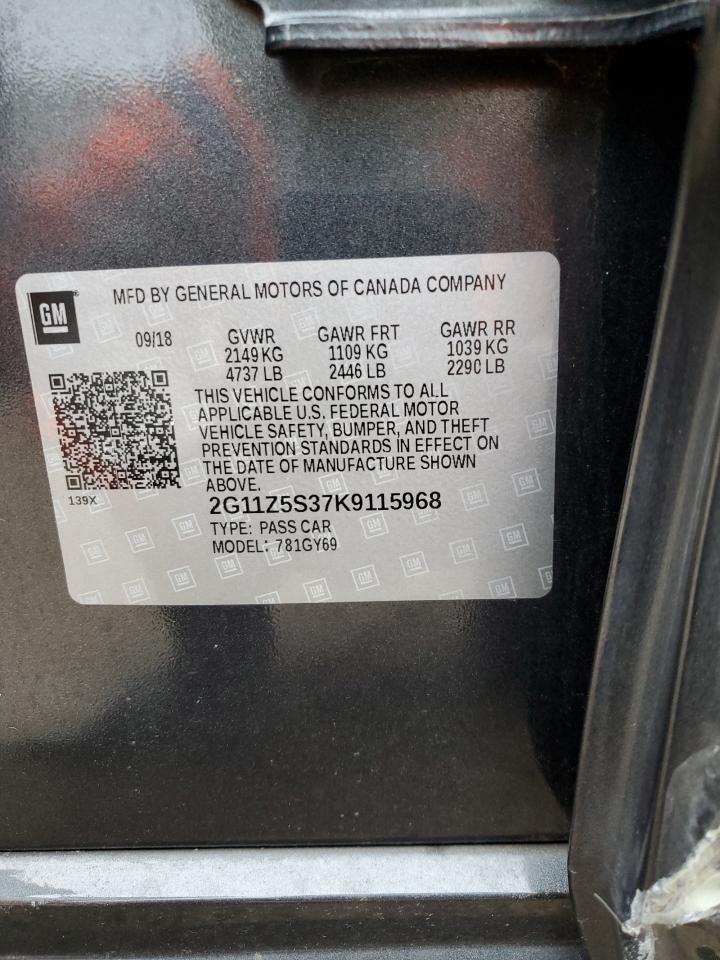 GM
MFD BY GENERAL MOTORS OF CANADA COMPANY
09/18 GVWR GAWR FRT GAWR RR
2149 KG 1109 KG 1039 KG
4737 LB 2446 LB 2290 LB
THIS VEHICLE CONFORMS TO ALL
APPLICABLE U.S. FEDERAL MOTOR
VEHICLE SAFETY, BUMPER, AND THEFT
PREVENTION STANDARDS IN EFFECT ON
THE DATE OF MANUFACTURE SHOWN
ABOVE.
139X
2G11Z5S37K9115968
TYPE: PASS CAR
MODEL: 781GY69